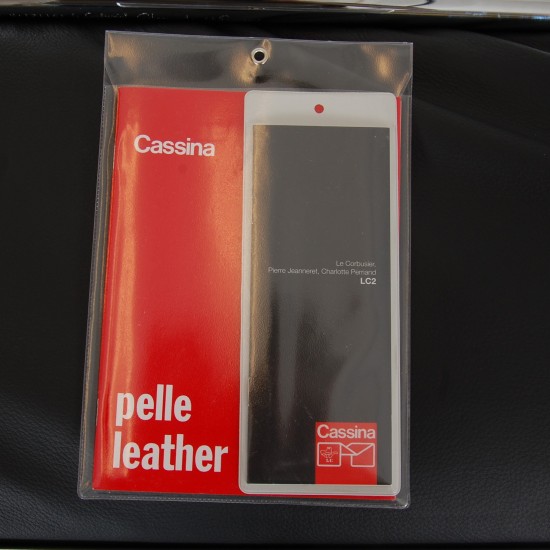 Cassina
Le Corbusier,
Pierre Jeanneret, Charlotte Perriand
LC2
pelle
leather
Cassina